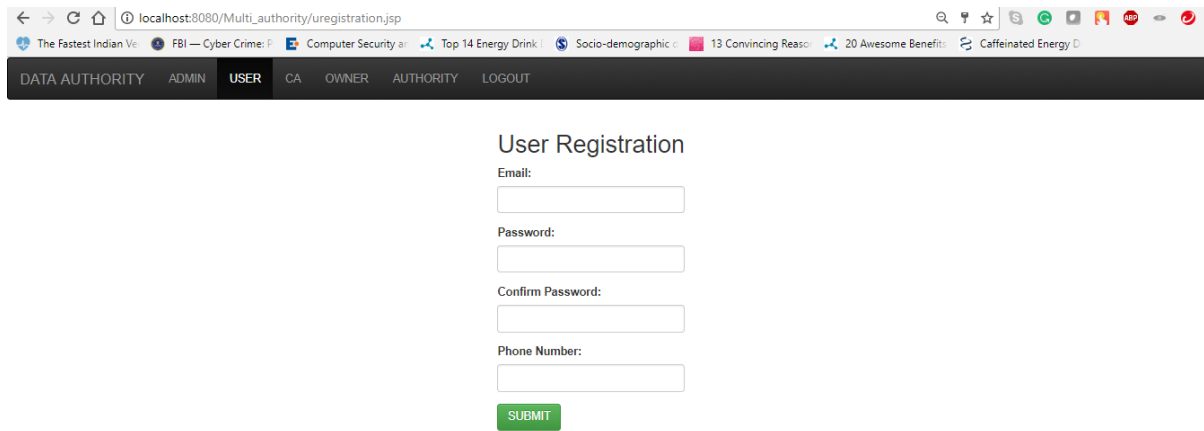 localhost:8080/Multi_authority/uregistration.jsp
ABP
The Fastest Indian Ve FBI — Cyber Crime: P Computer Security ar Top 14 Energy Drink Socio-demographic c 13 Convincing Reaso 20 Awesome Benefits Caffeinated Energy D
DATA AUTHORITY ADMIN USER CA OWNER AUTHORITY LOGOUT
User Registration
Email:
Password:
Confirm Password:
Phone Number:
SUBMIT